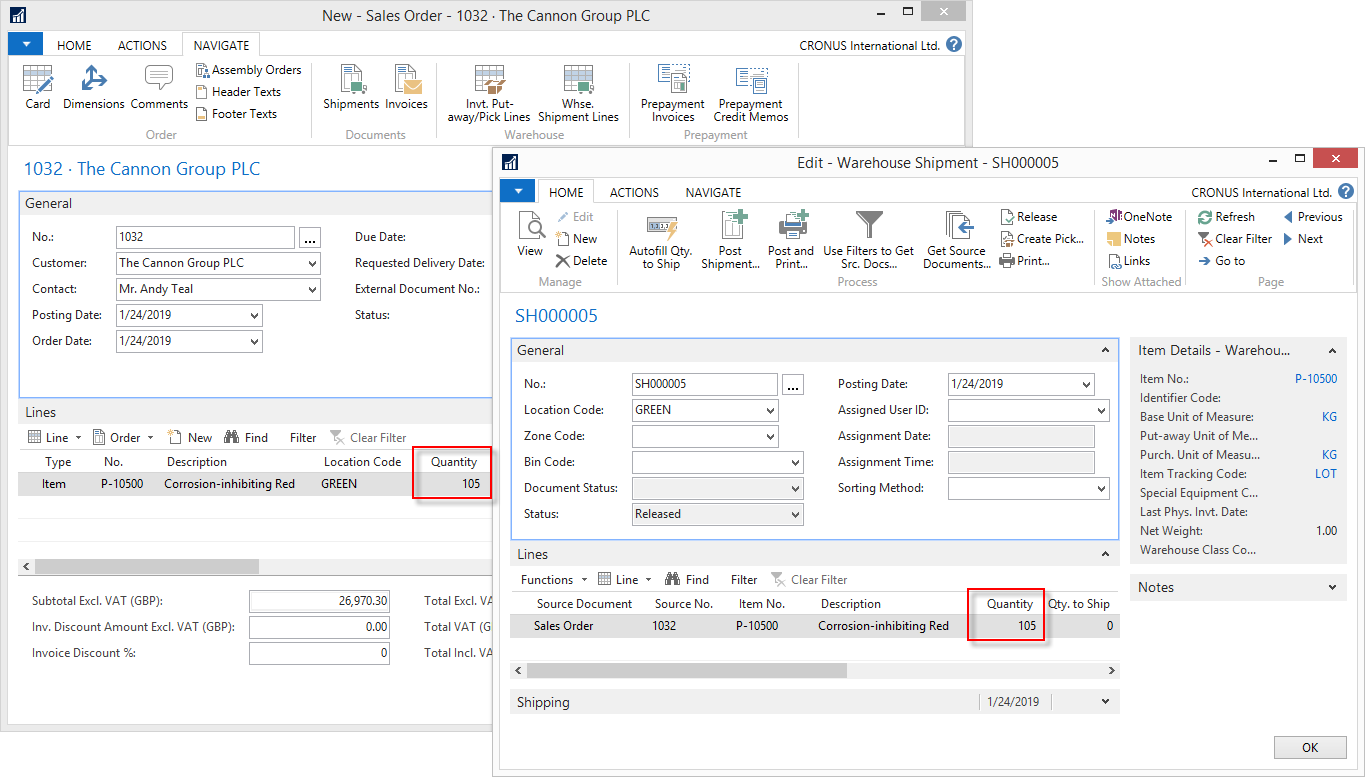 New - Sales Order - 1032 · The Cannon Group PLC
HOME ACTIONS NAVIGATE CRONUS International Ltd.
Card Dimensions Comments
Assembly Orders
Header Texts
Footer Texts
Order
Shipments Invoices
Documents
Invt. Put-away/Pick Lines
Whse. Shipment Lines
Warehouse
Prepayment Invoices
Prepayment Credit Memos
Prepayment
1032 · The Cannon Group PLC
General
No.: 1032 ... Due Date:
Customer: The Cannon Group PLC Requested Delivery Date:
Contact: Mr. Andy Teal External Document No.:
Posting Date: 1/24/2019 Status:
Order Date: 1/24/2019
Lines
Line Order New Find Filter Clear Filter
Type No. Description Location Code Quantity
Item P-10500 Corrosion-inhibiting Red GREEN 105
Subtotal Excl. VAT (GBP): 26,970.30 Total Excl. VA
Inv. Discount Amount Excl. VAT (GBP): 0.00 Total VAT (G
Invoice Discount %: 0 Total Incl. VA
Edit - Warehouse Shipment - SH000005
HOME ACTIONS NAVIGATE CRONUS International Ltd.
View
Edit
New
Delete
Manage
Autofill Qty. to Ship
Post Shipment...
Post and Print...
Use Filters to Get Src. Docs...
Get Source Documents...
Release
Create Pick...
Print...
Process
OneNote
Notes
Links
Show Attached
Refresh
Clear Filter
Go to
Previous
Next
Page
SH000005
General
No.: SH000005 ... Posting Date: 1/24/2019
Location Code: GREEN Assigned User ID:
Zone Code: Assignment Date:
Bin Code: Assignment Time:
Document Status: Sorting Method:
Status: Released
Lines
Functions Line Find Filter Clear Filter
Source Document Source No. Item No. Description Quantity Qty. to Ship
Sales Order 1032 P-10500 Corrosion-inhibiting Red 105 0
Shipping 1/24/2019
Item Details - Warehou...
Item No.: P-10500
Identifier Code:
Base Unit of Measure: KG
Put-away Unit of Me...
Purch. Unit of Measu... KG
Item Tracking Code: LOT
Special Equipment C...
Last Phys. Invt. Date:
Net Weight: 1.00
Warehouse Class Co...
Notes
OK